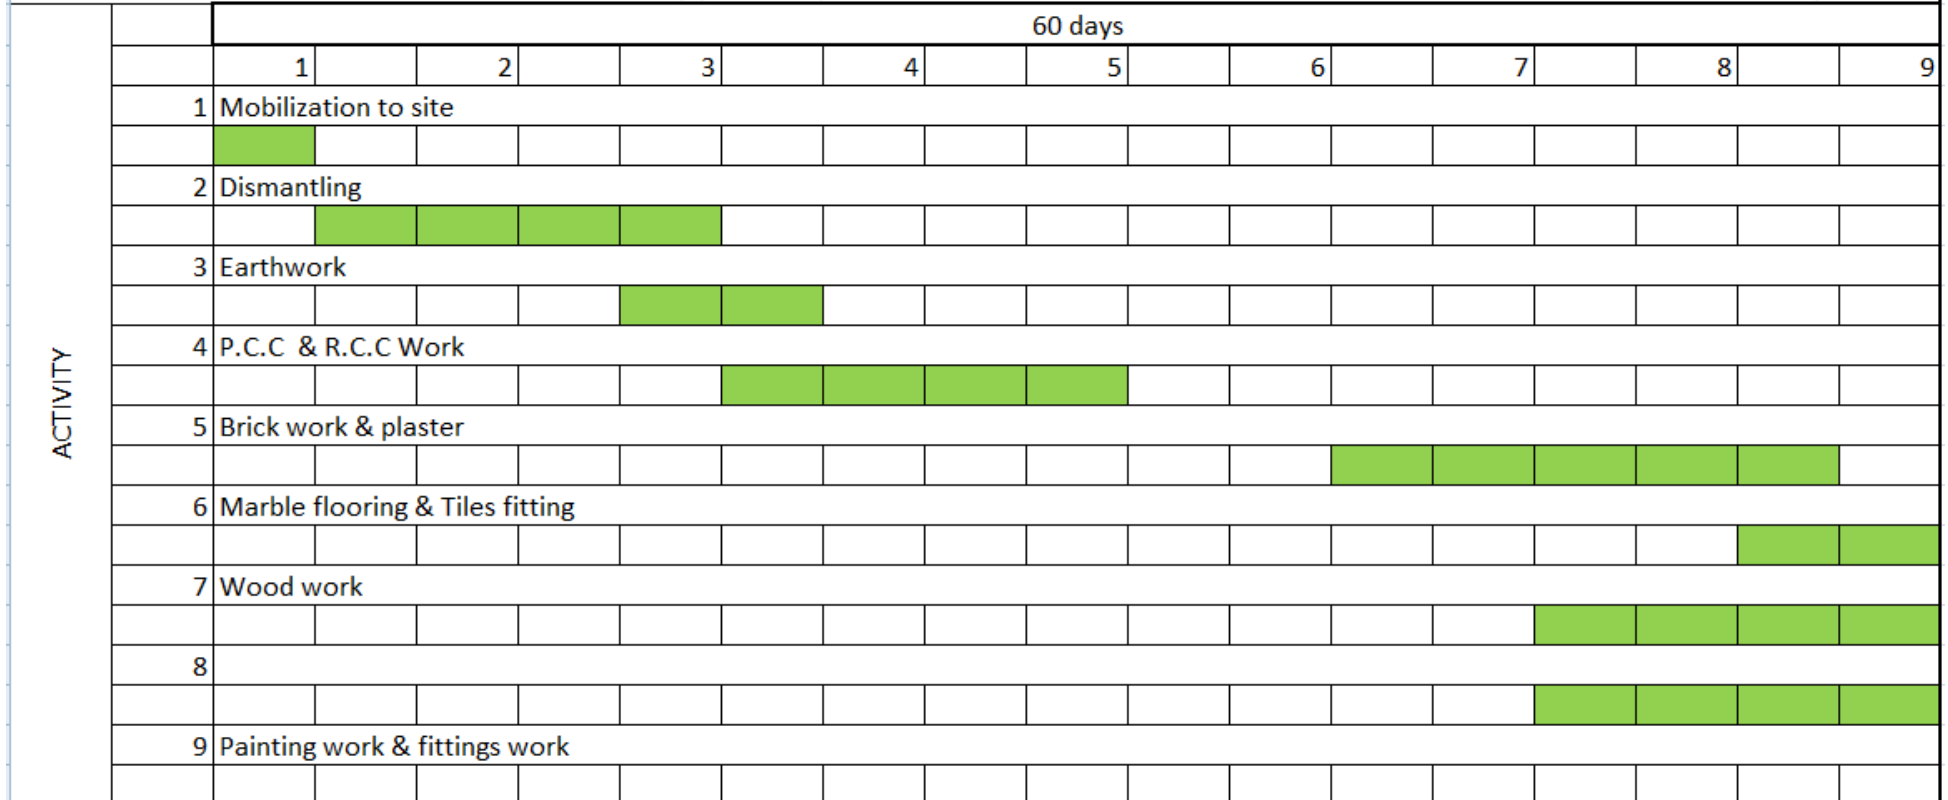 60 days
1 2 3 4 5 6 7 8 9
ACTIVITY
1 Mobilization to site
2 Dismantling
3 Earthwork
4 P.C.C & R.C.C Work
5 Brick work & plaster
6 Marble flooring & Tiles fitting
7 Wood work
8
9 Painting work & fittings work